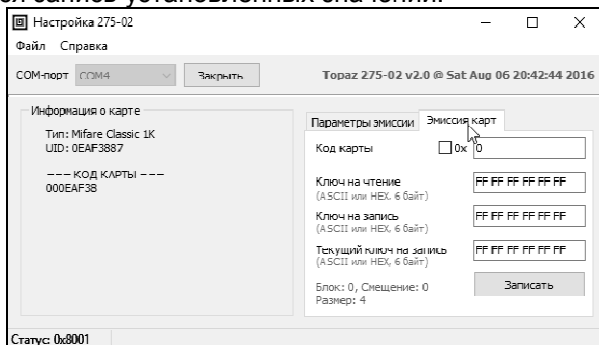 ся запись установленных значений.
Настройка 275-02
Файл Справка
COM-порт COM4 Закрыть Topaz 275-02 v2.0 @ Sat Aug 06 20:42:44 2016
Информация о карте
Тип: Mifare Classic 1K
UID: 0EAF3887
--- КОД КАРТЫ ---
000EAF38
Параметры эмиссии Эмиссия карт
Код карты 0x 0
Ключ на чтение FF FF FF FF FF FF
(ASCII или HEX, 6 байт)
Ключ на запись FF FF FF FF FF FF
(ASCII или HEX, 6 байт)
Текущий ключ на запись FF FF FF FF FF FF
(ASCII или HEX, 6 байт)
Блок: 0, Смещение: 0
Размер: 4
Записать
Статус: 0x8001